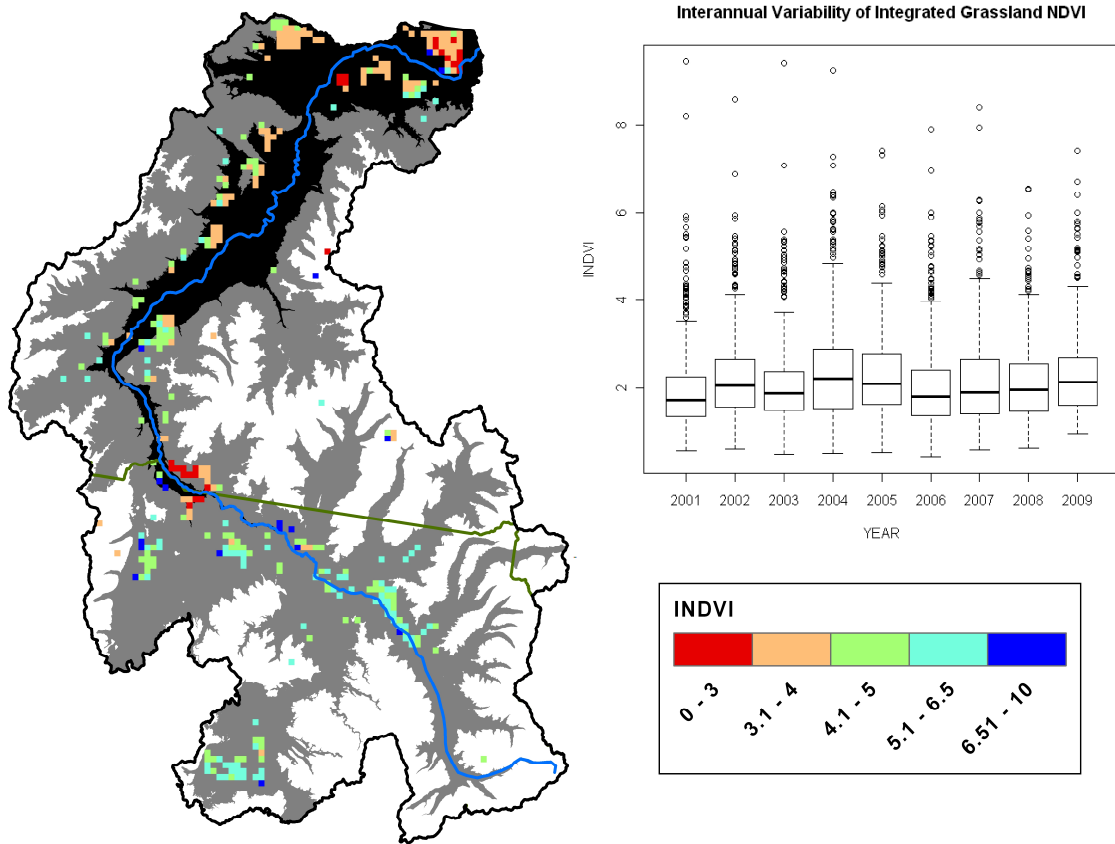 Interannual Variability of Integrated Grassland NDVI
8
6
4
2
INDVI
2001 2002 2003 2004 2005 2006 2007 2008 2009
YEAR
INDVI
0 - 3
3.1 - 4
4.1 - 5
5.1 - 6.5
6.51 - 10